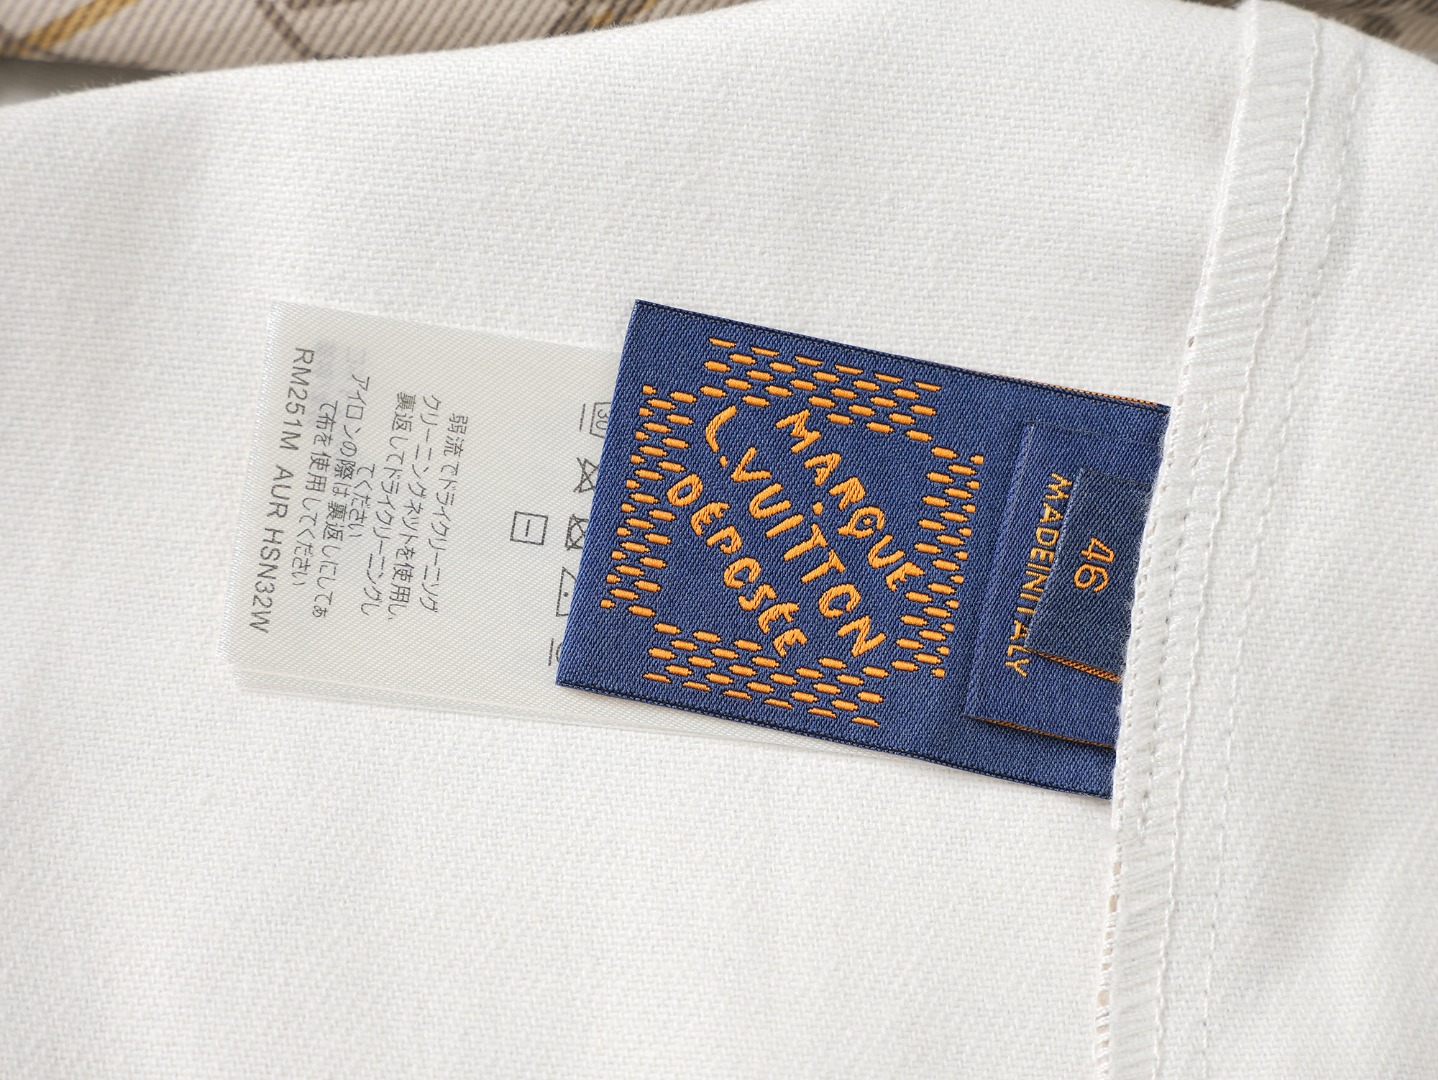 MARQUE
L.VUITTON
DEPOSÉE
MADE IN ITALY
46
30
弱流でドライクリーニング
クリーニングネットを使用し、
裏返してドライクリーニングし
てください
アイロンの際は裏返しにしてあ
て布を使用してください
RM251M AUR HSN32W